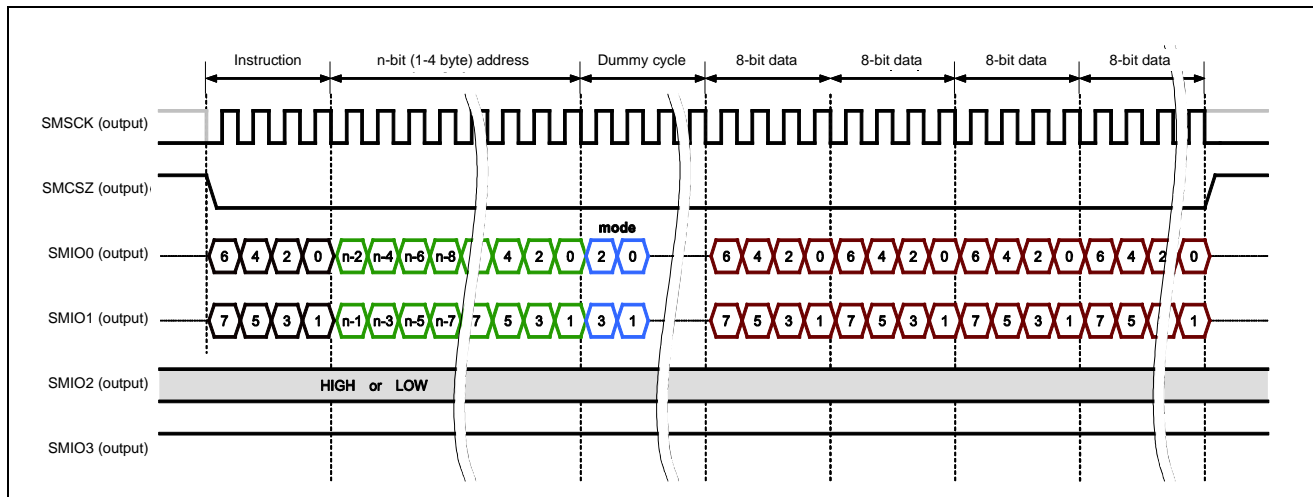 Instruction n-bit (1-4 byte) address Dummy cycle 8-bit data 8-bit data 8-bit data 8-bit data
SMSCK (output)
SMCSZ (output)
mode
SMIO0 (output) 6 4 2 0 n-2 n-4 n-6 n-8 4 2 0 2 0 6 4 2 0 6 4 2 0 6 4 2 0 6 4 2 0
SMIO1 (output) 7 5 3 1 n-1 n-3 n-5 n-7 7 5 3 1 3 1 7 5 3 1 7 5 3 1 7 5 3 1 7 5 1
SMIO2 (output) HIGH or LOW
SMIO3 (output)